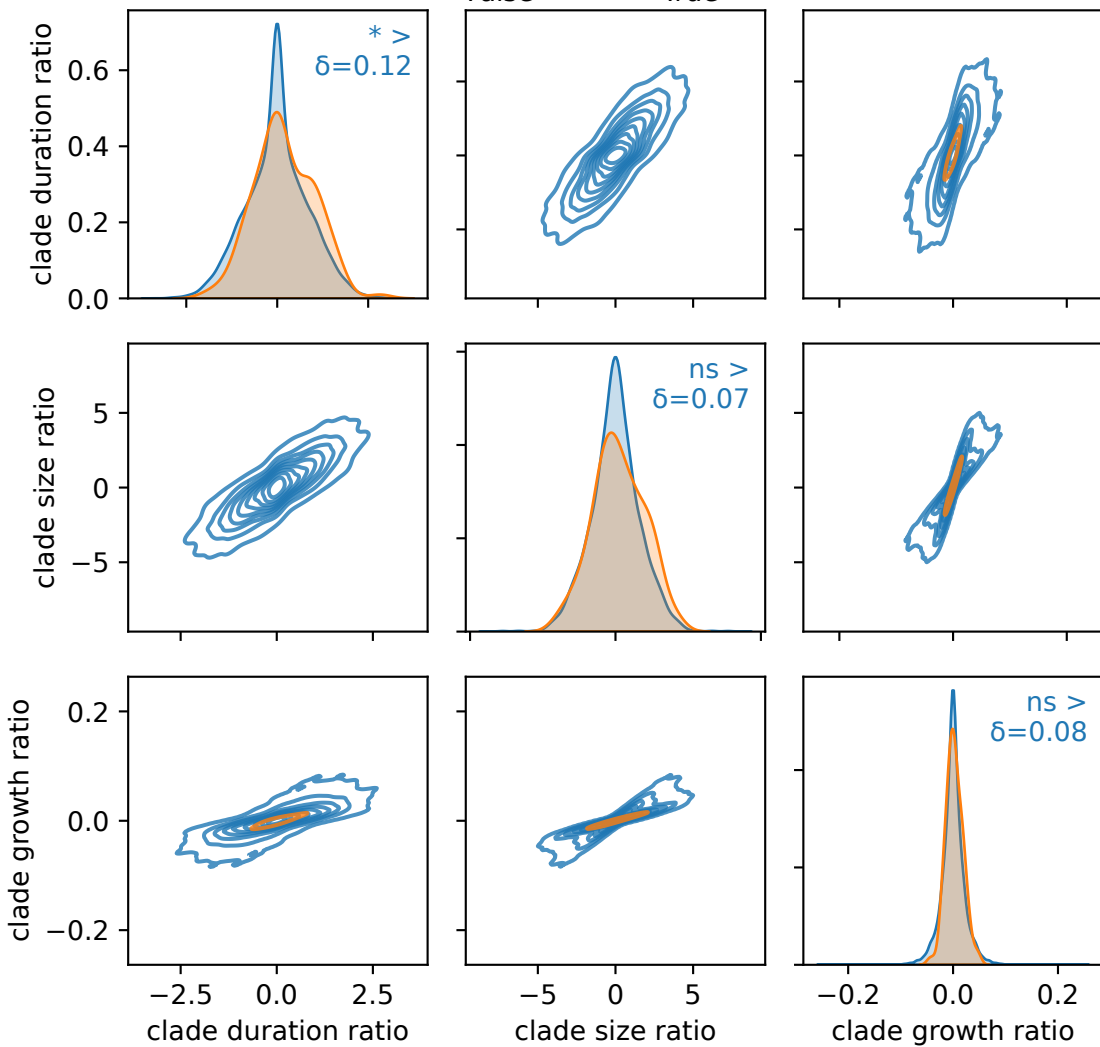 clade duration ratio
0.6
0.4
0.2
0.0
* >
δ=0.12
clade size ratio
5
0
−5
ns >
δ=0.07
clade growth ratio
0.2
0.0
−0.2
ns >
δ=0.08
−2.5 0.0 2.5
−5 0 5
−0.2 0.0 0.2
clade duration ratio
clade size ratio
clade growth ratio